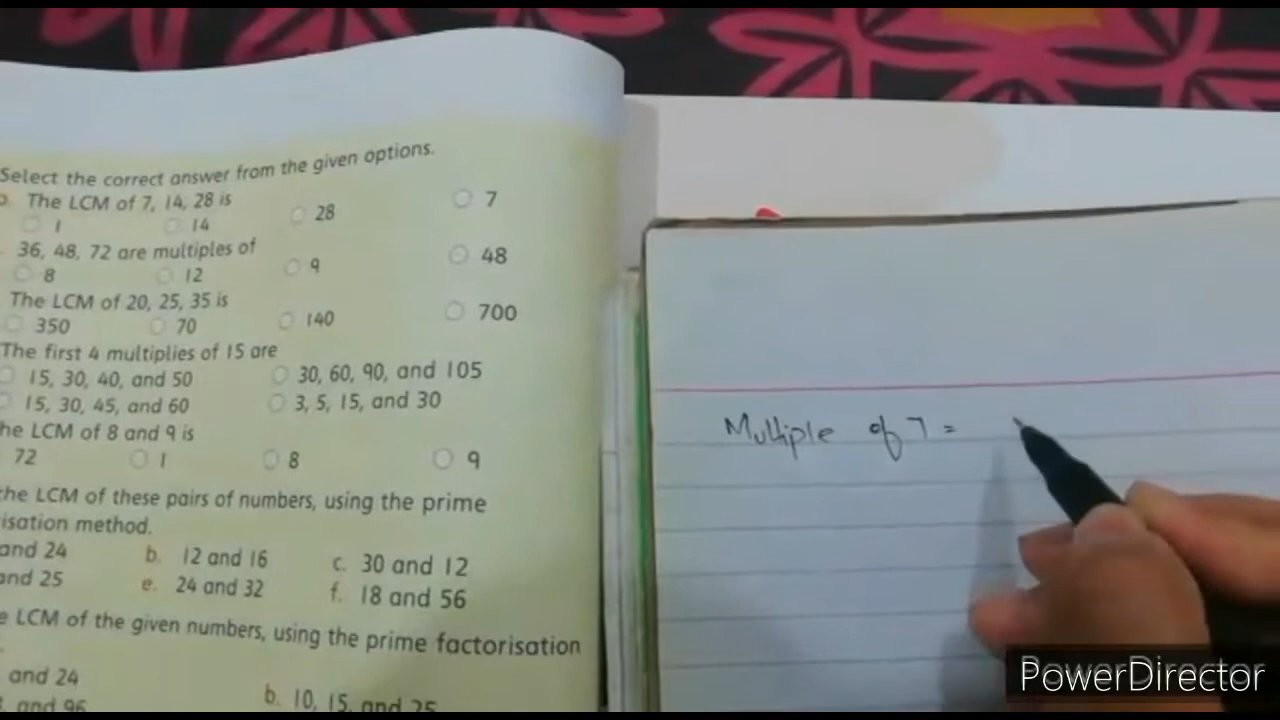 Select the correct answer from the given options.
The LCM of 7, 14, 28 is
1 14 28 7
36, 48, 72 are multiples of
8 12 9 48
The LCM of 20, 25, 35 is
350 70 140 700
The first 4 multiplies of 15 are
15, 30, 40, and 50 30, 60, 90, and 105
15, 30, 45, and 60 3, 5, 15, and 30
he LCM of 8 and 9 is
72 1 8 9
the LCM of these pairs of numbers, using the prime
isation method.
and 24 b. 12 and 16 c. 30 and 12
and 25 e. 24 and 32 f. 18 and 56
e LCM of the given numbers, using the prime factorisation
and 24
and 96 b. 10, 15, and 25
Multiple of 7 =
PowerDirector